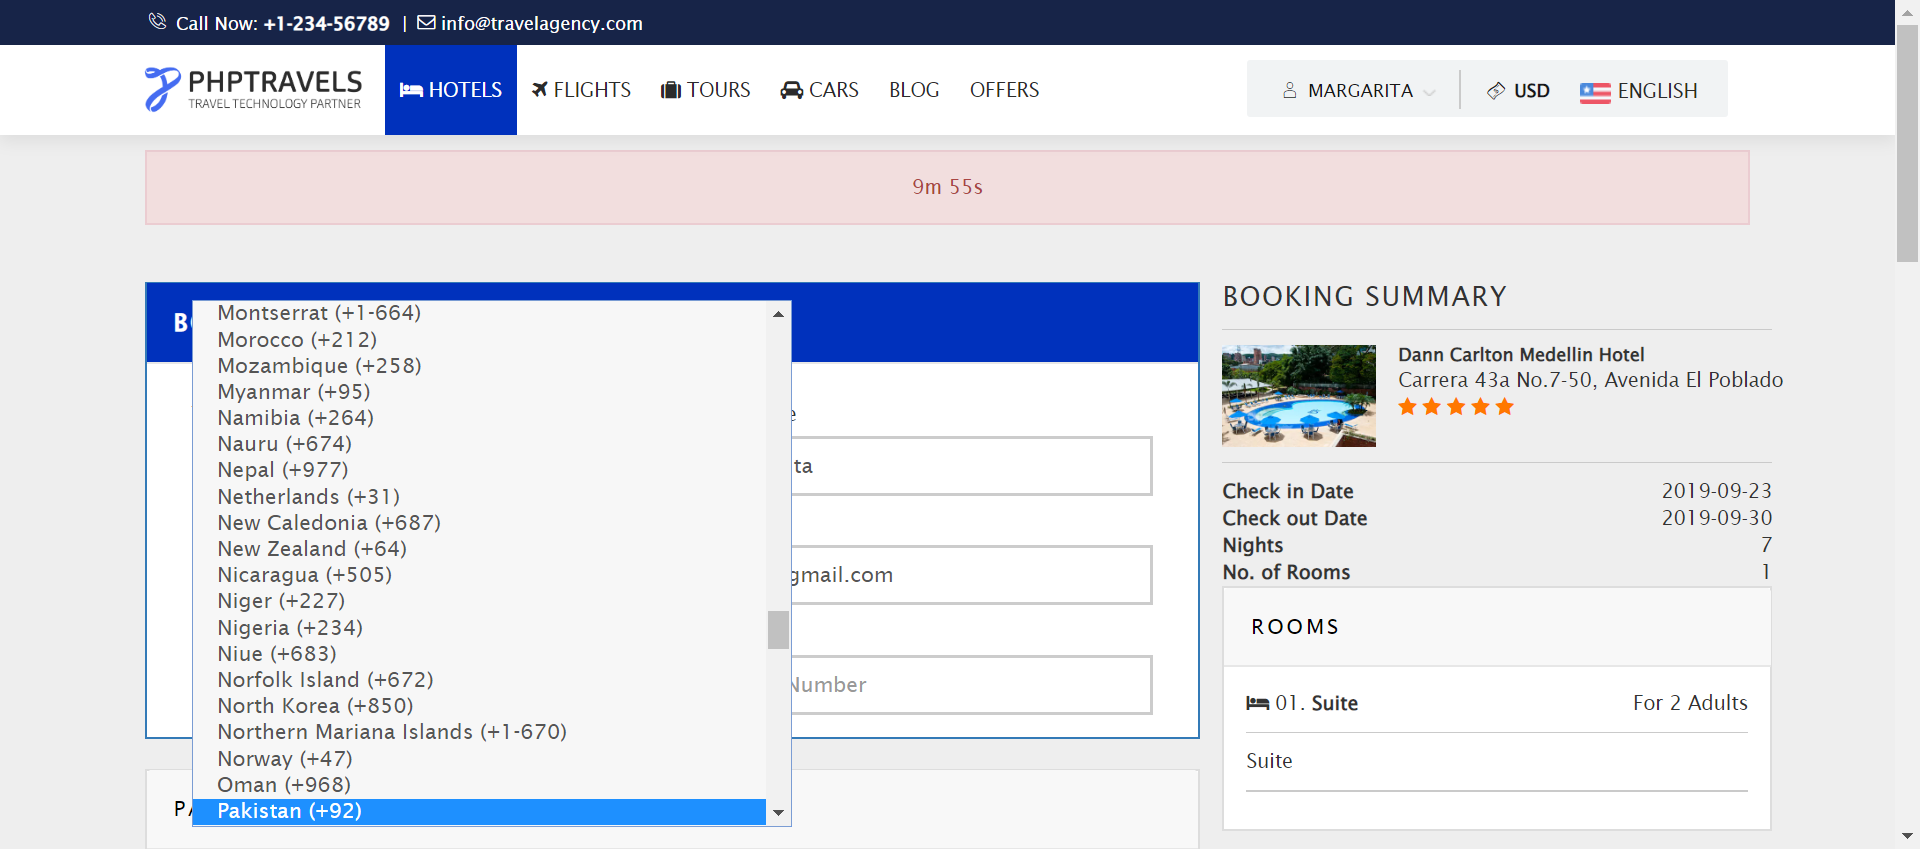 Call Now: +1-234-56789 | info@travelagency.com
PHPTRAVELS
TRAVEL TECHNOLOGY PARTNER
HOTELS FLIGHTS TOURS CARS BLOG OFFERS
MARGARITA USD ENGLISH
9m 55s
Montserrat (+1-664)
Morocco (+212)
Mozambique (+258)
Myanmar (+95)
Namibia (+264)
Nauru (+674)
Nepal (+977)
Netherlands (+31)
New Caledonia (+687)
New Zealand (+64)
Nicaragua (+505)
Niger (+227)
Nigeria (+234)
Niue (+683)
Norfolk Island (+672)
North Korea (+850)
Northern Mariana Islands (+1-670)
Norway (+47)
Oman (+968)
Pakistan (+92)
e
ta
gmail.com
Number
BOOKING SUMMARY
Dann Carlton Medellin Hotel
Carrera 43a No.7-50, Avenida El Poblado
Check in Date 2019-09-23
Check out Date 2019-09-30
Nights 7
No. of Rooms 1
ROOMS
01. Suite For 2 Adults
Suite